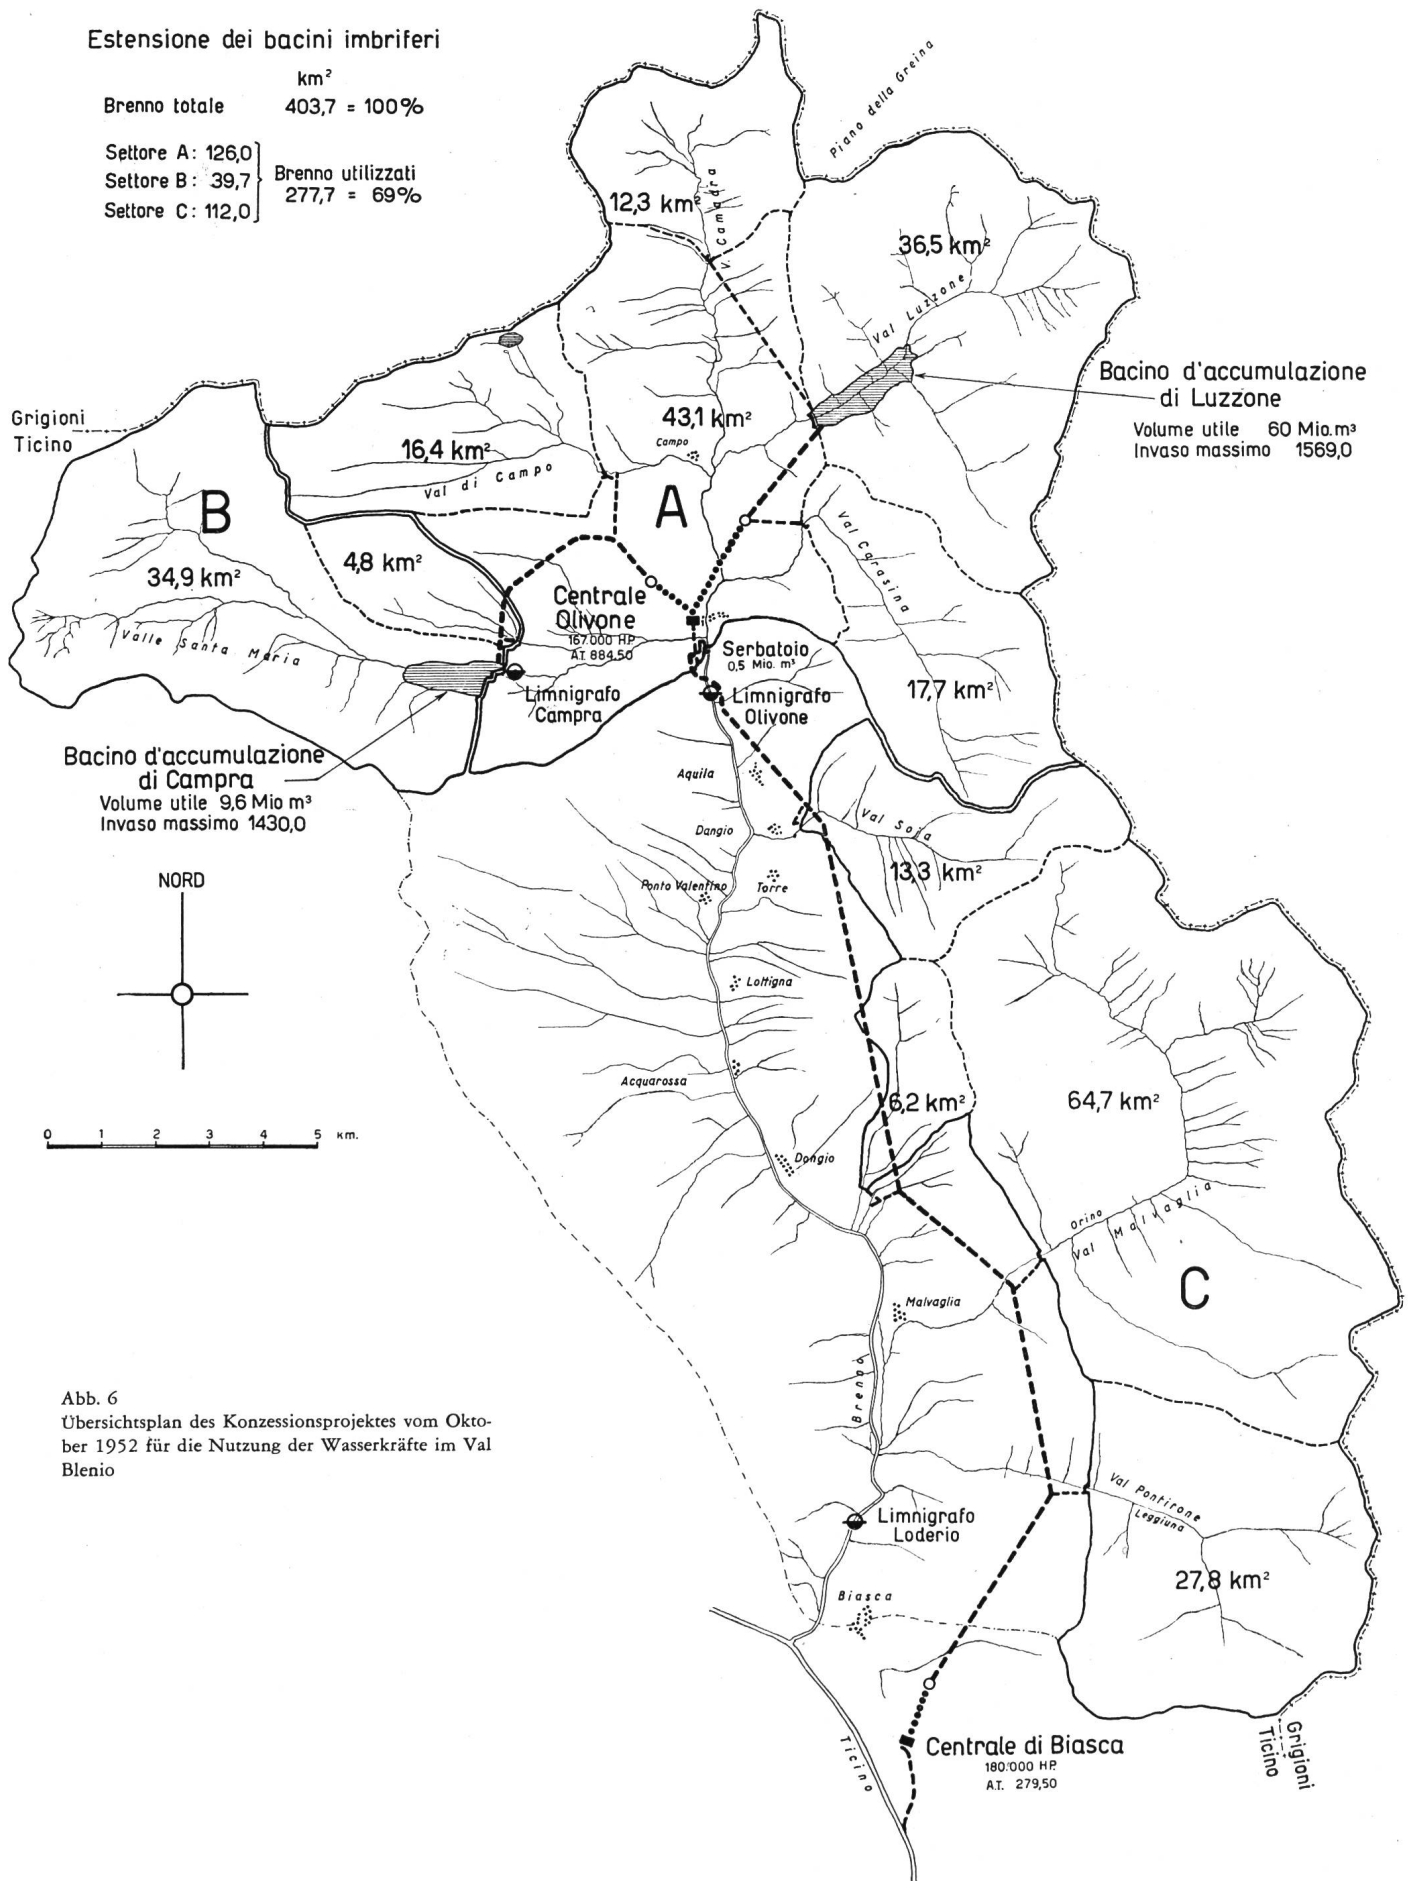 Estensione dei bacini imbriferi
km²
Brenno totale 403,7 = 100%
Settore A: 126,0
Settore B: 39,7
Settore C: 112,0
Brenno utilizzati
277,7 = 69%
Piano della Greina
12,3 km²
V. Camadra
36,5 km²
Val Luzzone
Bacino d'accumulazione
di Luzzone
Volume utile 60 Mio.m³
Invaso massimo 1569,0
Grigioni
Ticino
43,1 km²
Campo
16,4 km²
Val di Campo
A
B
Val Carasina
4,8 km²
34,9 km²
Valle Santa Maria
Centrale
Olivone
167.000 HP.
A.T. 884,50
Serbatoio
0,5 Mio. m³
17,7 km²
Limnigrafo
Campra
Limnigrafo
Olivone
Bacino d'accumulazione
di Campra
Volume utile 9,6 Mio m³
Invaso massimo 1430,0
Aquila
Dangio
Val Soja
13,3 km²
Ponto Valentino
Torre
NORD
Lottigna
Acquarossa
6,2 km²
64,7 km²
0 1 2 3 4 5 км.
Dongio
Orino
Val Malvaglia
C
Malvaglia
Brenno
Abb. 6
Übersichtsplan des Konzessionsprojektes vom Okto-
ber 1952 für die Nutzung der Wasserkräfte im Val
Blenio
Val Pontirone
Leggiuna
Limnigrafo
Loderio
27,8 km²
Biasca
Ticino
Centrale di Biasca
180.000 HP.
A.T. 279,50
Grigioni
Ticino